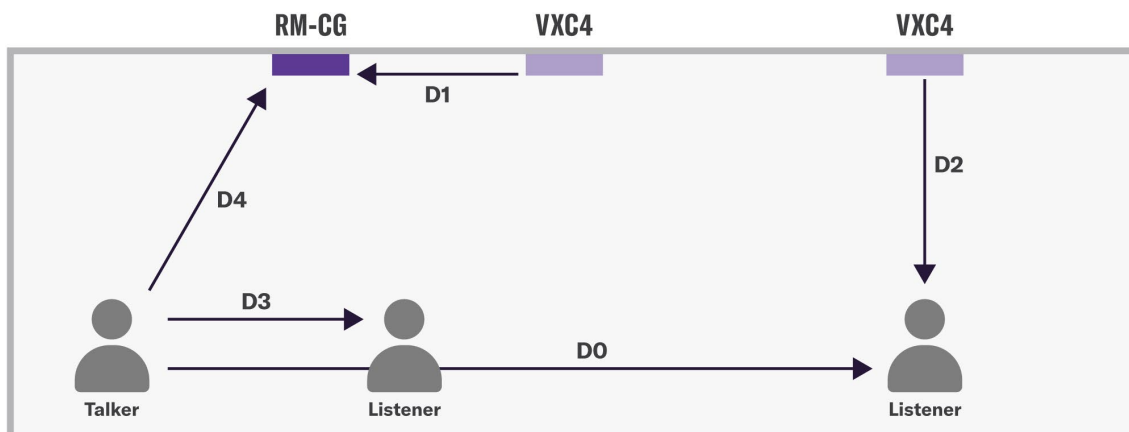 RM-CG VXC4 VXC4
D1
D2
D4
D3
D0
Talker Listener Listener